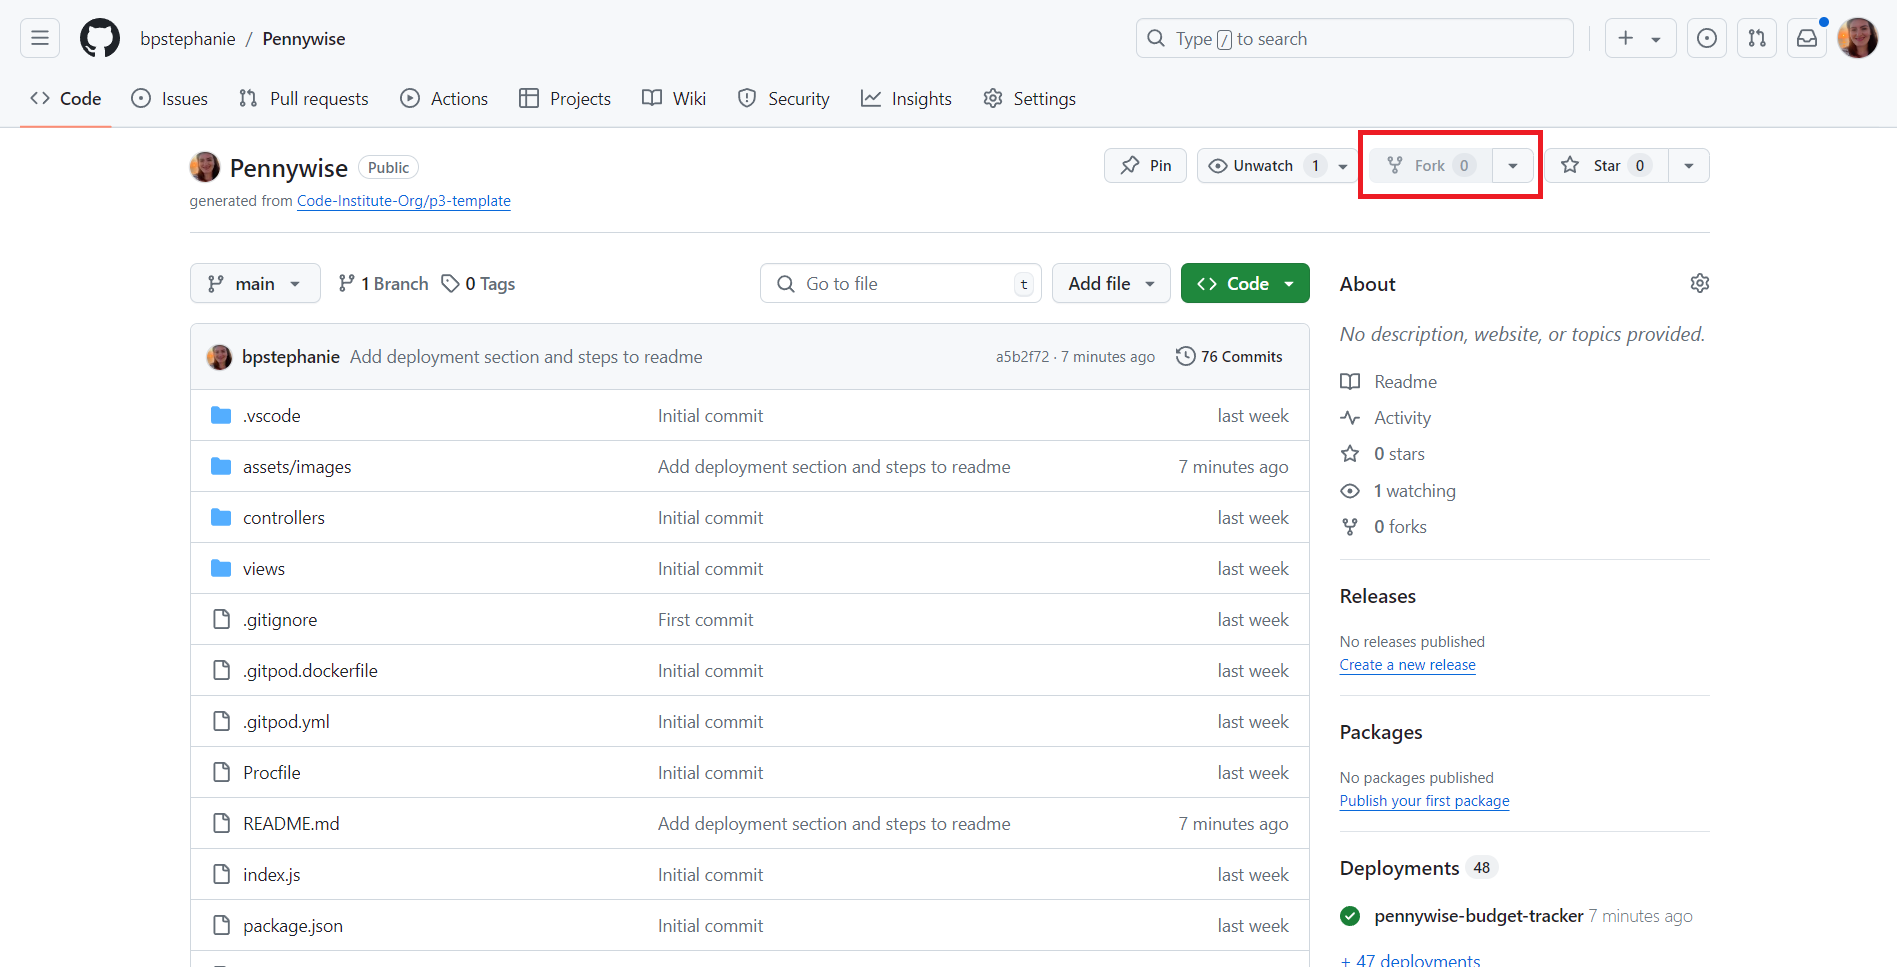 bpstephanie / Pennywise
Type / to search
Code Issues Pull requests Actions Projects Wiki Security Insights Settings
Pennywise Public
Pin Unwatch 1 Fork 0 Star 0
generated from Code-Institute-Org/p3-template
main 1 Branch 0 Tags Go to file t Add file Code
bpstephanie Add deployment section and steps to readme a5b2f72 · 7 minutes ago 76 Commits
.vscode Initial commit last week
assets/images Add deployment section and steps to readme 7 minutes ago
controllers Initial commit last week
views Initial commit last week
.gitignore First commit last week
.gitpod.dockerfile Initial commit last week
.gitpod.yml Initial commit last week
Procfile Initial commit last week
README.md Add deployment section and steps to readme 7 minutes ago
index.js Initial commit last week
package.json Initial commit last week
About
No description, website, or topics provided.
Readme
Activity
0 stars
1 watching
0 forks
Releases
No releases published
Create a new release
Packages
No packages published
Publish your first package
Deployments 48
pennywise-budget-tracker 7 minutes ago
+ 47 deployments